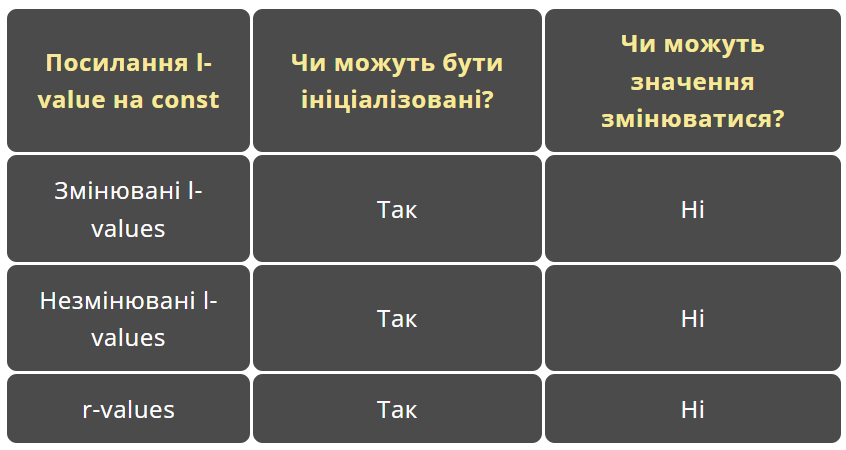 Посилання l-
value на const
Чи можуть бути
ініціалізовані?
Чи можуть
значення
змінюватися?
Змінювані l-
values
Так
Ні
Незмінювані l-
values
Так
Ні
r-values
Так
Ні